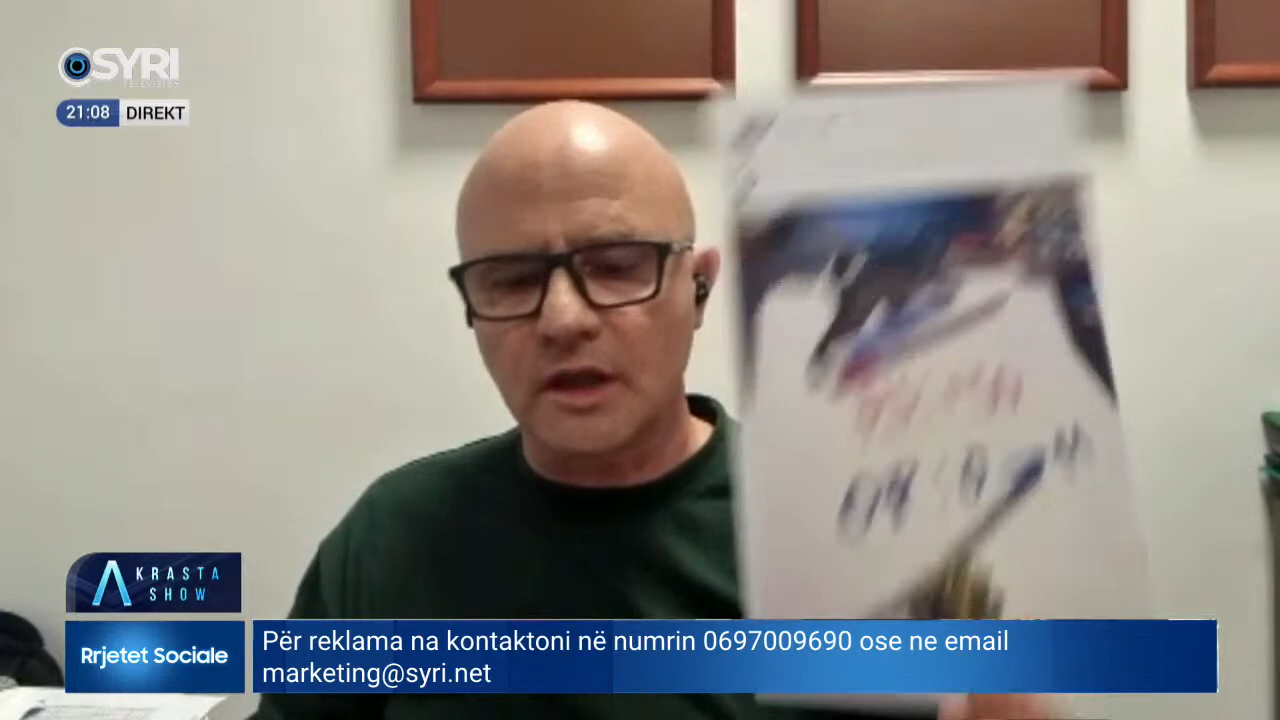 SYRI
TELEVIZION
21:08 DIREKT
A KRASTA
SHOW
Rrjetet Sociale
Për reklama na kontaktoni në numrin 0697009690 ose ne email
marketing@syri.net